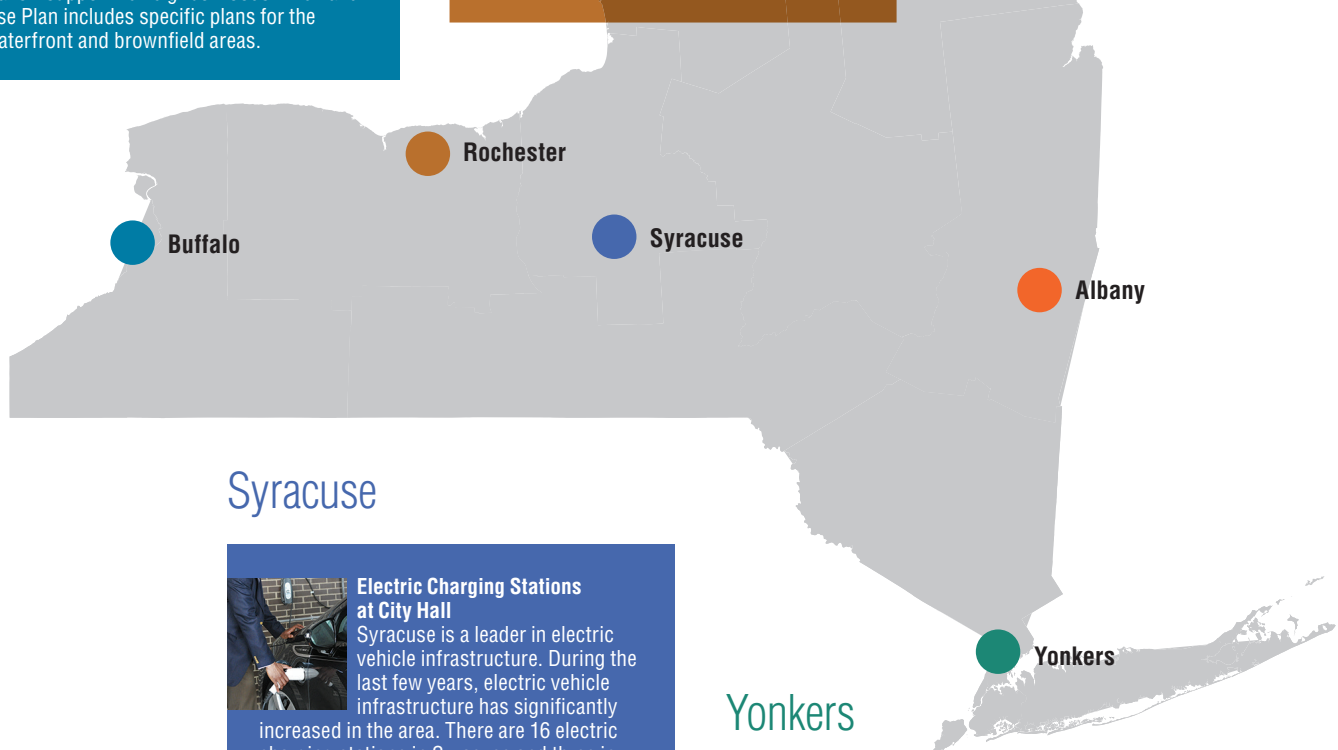 se Plan includes specific plans for the
aterfront and brownfield areas.
Rochester
Buffalo
Syracuse
Albany
Yonkers
Syracuse
Electric Charging Stations
at City Hall
Syracuse is a leader in electric
vehicle infrastructure. During the
last few years, electric vehicle
infrastructure has significantly
increased in the area. There are 16 electric
Yonkers